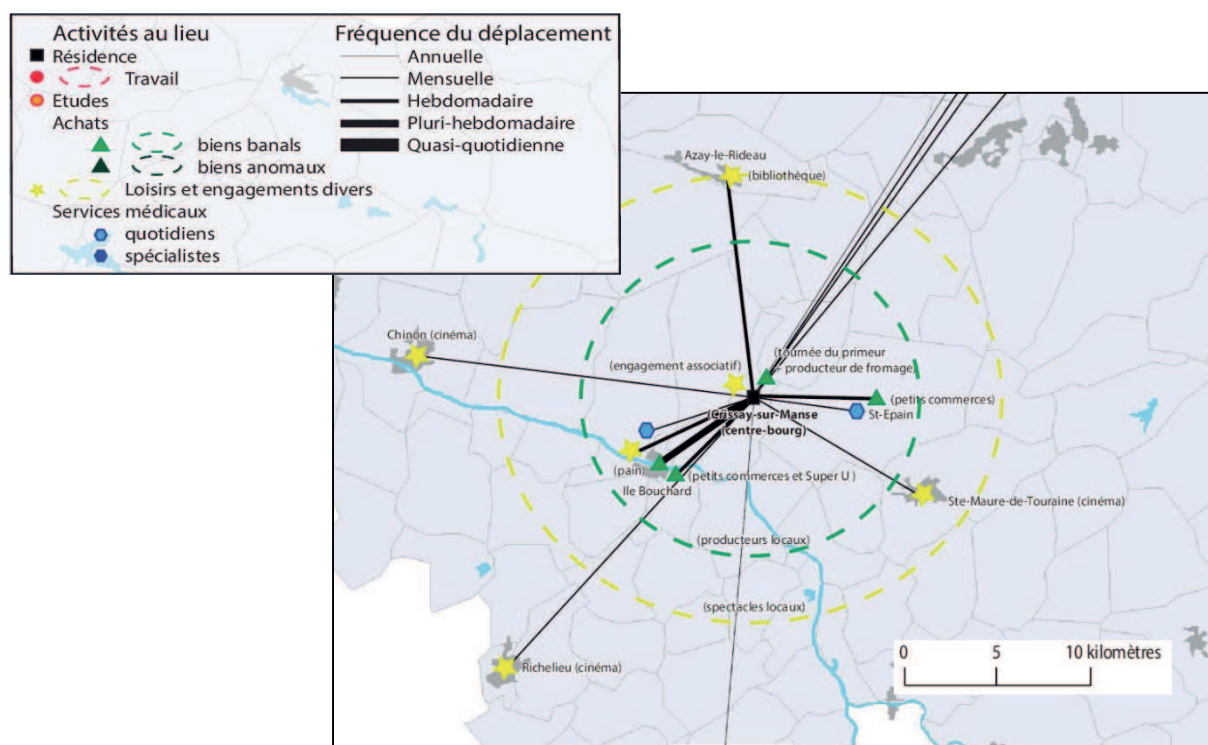 Activités au lieu
Résidence
Travail
Etudes
Achats
biens banals
biens anomaux
Loisirs et engagements divers
Services médicaux
quotidiens
spécialistes
Fréquence du déplacement
Annuelle
Mensuelle
Hebdomadaire
Pluri-hebdomadaire
Quasi-quotidienne
Azay-le-Rideau
(bibliothèque)
Chinon (cinéma)
(engagement associatif)
(tournée du primeur
+ producteur de fromage)
(petits commerces)
St-Epain
(Crissay-sur-Manse
(centre-bourg)
(pain)
(petits commerces et Super U )
Ile Bouchard
Ste-Maure-de-Touraine (cinéma)
(producteurs locaux)
(spectacles locaux)
Richelieu (cinéma)
0 5 10 kilomètres